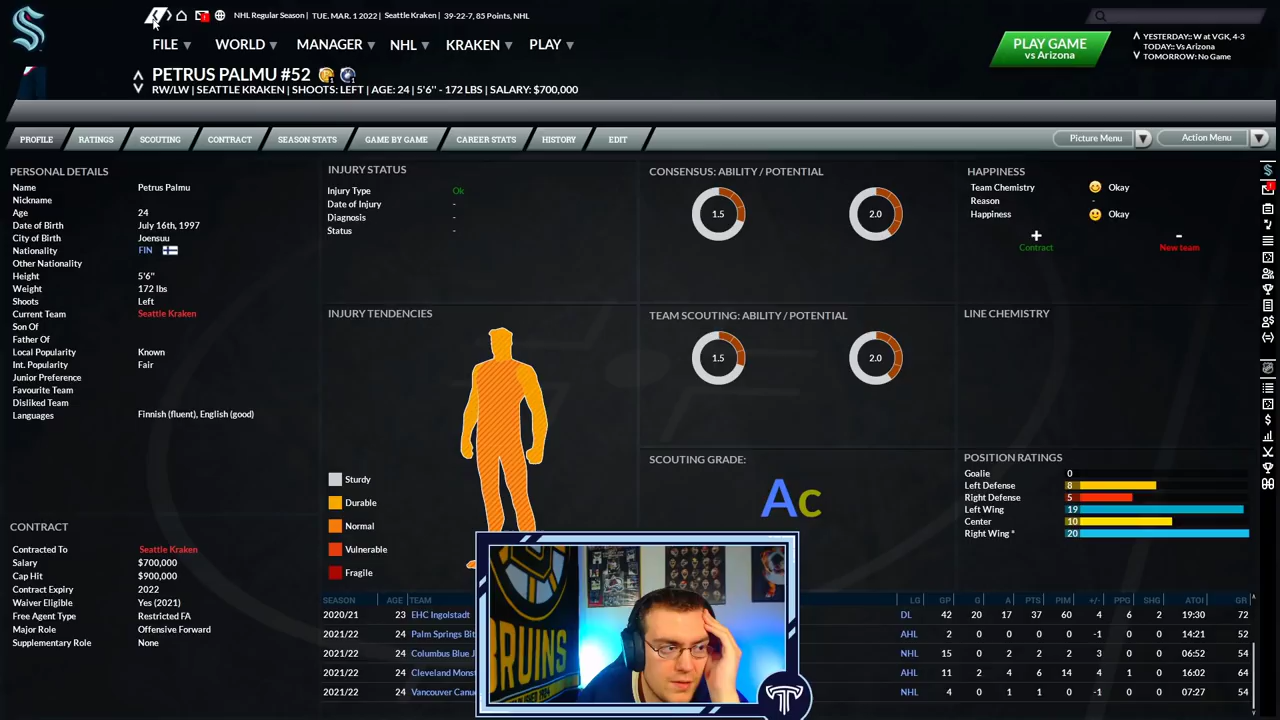 NHL Regular Season | TUE. MAR. 1 2022 | Seattle Kraken | 39-22-7, 85 Points, NHL
FILE WORLD MANAGER NHL KRAKEN PLAY
PLAY GAME
vs Arizona
YESTERDAY:: W at VGK, 4-3
TODAY:: Vs Arizona
TOMORROW: No Game
PETRUS PALMU #52
RW/LW | SEATTLE KRAKEN | SHOOTS: LEFT | AGE: 24 | 5'6" - 172 LBS | SALARY: $700,000
PROFILE RATINGS SCOUTING CONTRACT SEASON STATS GAME BY GAME CAREER STATS HISTORY EDIT
Picture Menu Action Menu
PERSONAL DETAILS
Name Petrus Palmu
Nickname
Age 24
Date of Birth July 16th, 1997
City of Birth Joensuu
Nationality FIN
Other Nationality
Height 5'6"
Weight 172 lbs
Shoots Left
Current Team Seattle Kraken
Son Of
Father Of
Local Popularity Known
Int. Popularity Fair
Junior Preference
Favourite Team
Disliked Team
Languages Finnish (fluent), English (good)
CONTRACT
Contracted To Seattle Kraken
Salary $700,000
Cap Hit $900,000
Contract Expiry 2022
Waiver Eligible Yes (2021)
Free Agent Type Restricted FA
Major Role Offensive Forward
Supplementary Role None
INJURY STATUS
Injury Type Ok
Date of Injury -
Diagnosis -
Status -
INJURY TENDENCIES
Sturdy
Durable
Normal
Vulnerable
Fragile
CONSENSUS: ABILITY / POTENTIAL
1.5 2.0
TEAM SCOUTING: ABILITY / POTENTIAL
1.5 2.0
SCOUTING GRADE:
Ac
HAPPINESS
Team Chemistry Okay
Reason -
Happiness Okay
+ -
Contract New team
LINE CHEMISTRY
POSITION RATINGS
Goalie 0
Left Defense 8
Right Defense 5
Left Wing 19
Center 10
Right Wing * 20
SEASON AGE TEAM LG GP G A PTS PIM +/- PPG SHG ATOI GR
2020/21 23 EHC Ingolstadt DL 42 20 17 37 60 4 6 2 19:30 72
2021/22 24 Palm Springs Bit AHL 2 0 0 0 0 -1 0 0 14:21 52
2021/22 24 Columbus Blue J NHL 15 0 2 2 2 3 0 0 06:52 54
2021/22 24 Cleveland Mons AHL 11 2 4 6 14 4 1 0 16:02 64
2021/22 24 Vancouver Canu NHL 4 0 1 1 0 -1 0 0 07:27 54
BRUINS